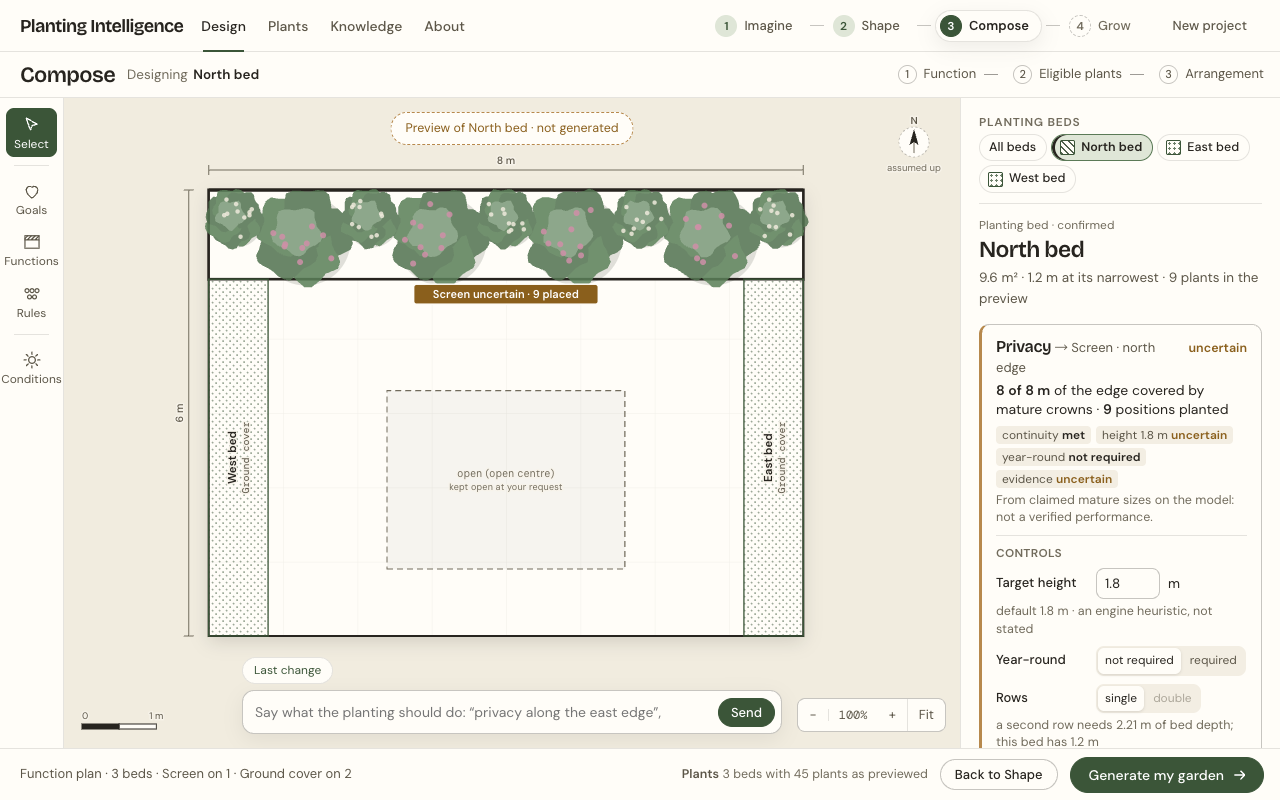 Planting Intelligence
Design
Plants
Knowledge
About
1 Imagine
2 Shape
3 Compose
4 Grow
New project
Compose
Designing North bed
1 Function
2 Eligible plants
3 Arrangement
Select
Goals
Functions
Rules
Conditions
Preview of North bed · not generated
N
assumed up
8 m
6 m
Screen uncertain · 9 placed
West bed
Ground cover
East bed
Ground cover
open (open centre)
kept open at your request
Last change
Say what the planting should do: “privacy along the east edge”,
Send
0 1 m
− 100% + Fit
PLANTING BEDS
All beds
North bed
East bed
West bed
Planting bed · confirmed
North bed
9.6 m² · 1.2 m at its narrowest · 9 plants in the
preview
Privacy → Screen · north
edge
uncertain
8 of 8 m of the edge covered by
mature crowns · 9 positions planted
continuity met
height 1.8 m uncertain
year-round not required
evidence uncertain
From claimed mature sizes on the model:
not a verified performance.
CONTROLS
Target height 1.8 m
default 1.8 m · an engine heuristic, not
stated
Year-round not required required
Rows single double
a second row needs 2.21 m of bed depth;
this bed has 1.2 m
Function plan · 3 beds · Screen on 1 · Ground cover on 2
Plants 3 beds with 45 plants as previewed
Back to Shape
Generate my garden →